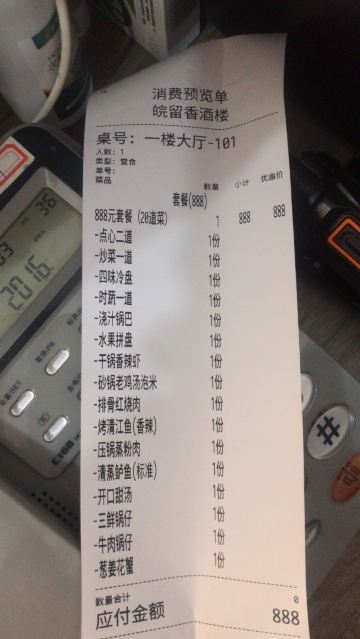 消费预览单
皖留香酒楼
桌号：一楼大厅-101
人数：1
类型：堂食
单号：
菜品 数量 小计 优惠价
套餐(888)
888元套餐（20道菜） 1 888 888
-点心二道 1份
-炒菜一道 1份
-四味冷盘 1份
-时蔬一道 1份
-浇汁锅巴 1份
-水果拼盘 1份
-干锅香辣虾 1份
-砂锅老鸡汤泡米 1份
-排骨红烧肉 1份
-烤清江鱼(香辣) 1份
-压锅蒸粉肉 1份
-清蒸鲈鱼(标准) 1份
-开口甜汤 1份
-三鲜锅仔 1份
-牛肉锅仔 1份
-葱姜花蟹 1份
数量合计 0
应付金额 888
#